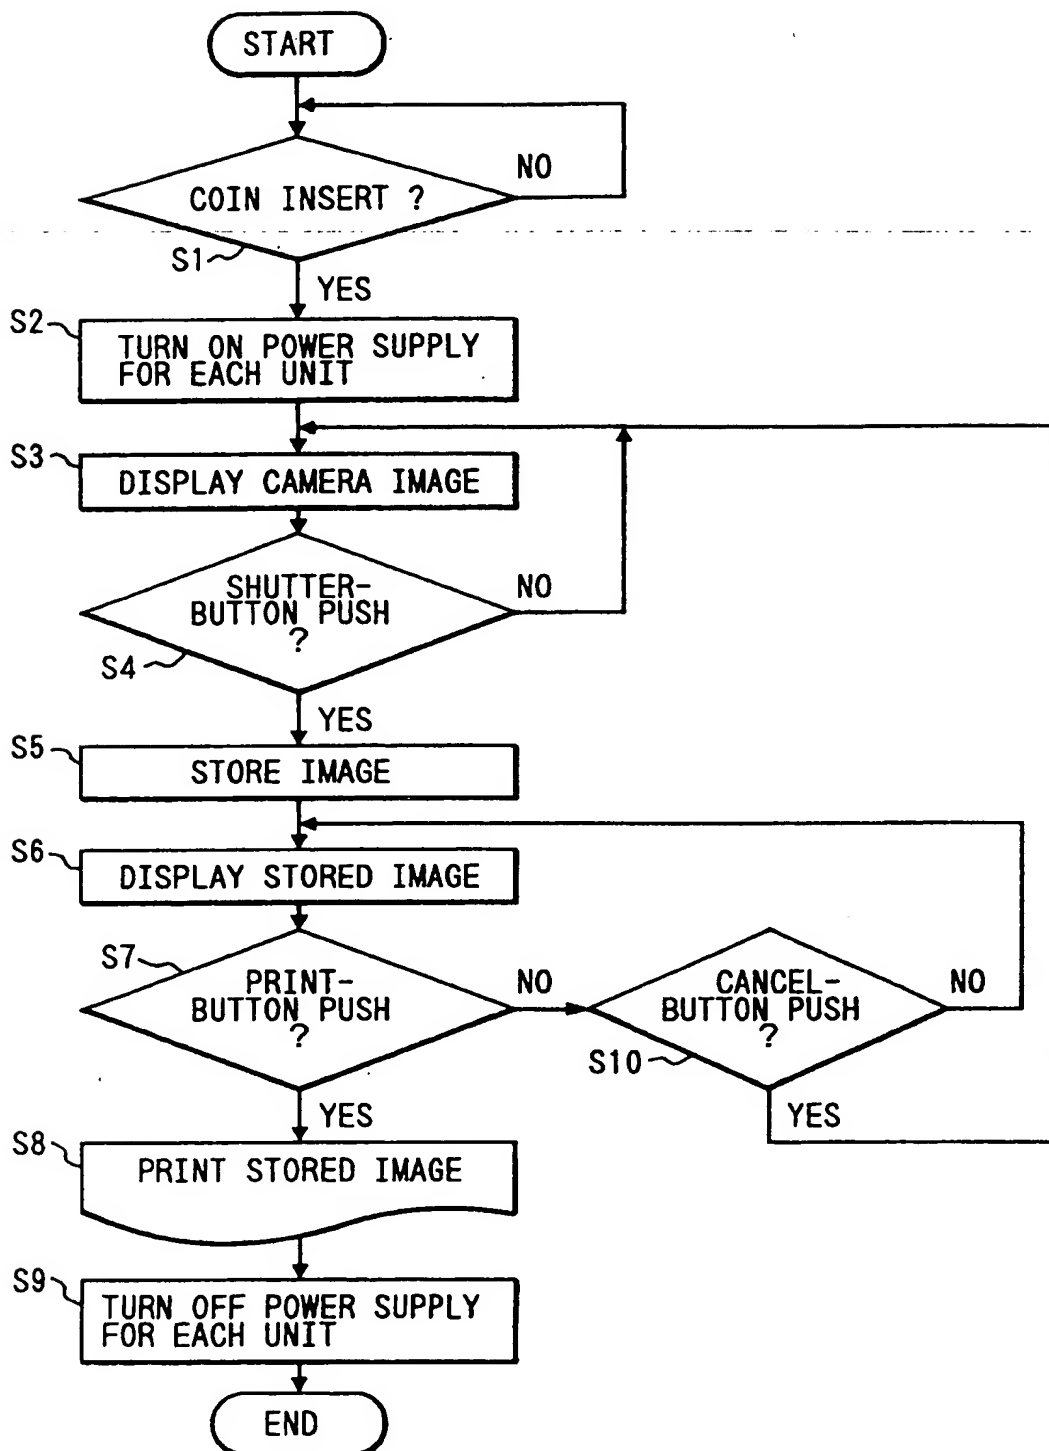 START
COIN INSERT ?
NO
S1
YES
S2
TURN ON POWER SUPPLY
FOR EACH UNIT
S3
DISPLAY CAMERA IMAGE
SHUTTER-
BUTTON PUSH
?
NO
S4
YES
S5
STORE IMAGE
S6
DISPLAY STORED IMAGE
S7
PRINT-
BUTTON PUSH
?
NO
CANCEL-
BUTTON PUSH
?
NO
S10
YES
YES
S8
PRINT STORED IMAGE
S9
TURN OFF POWER SUPPLY
FOR EACH UNIT
END